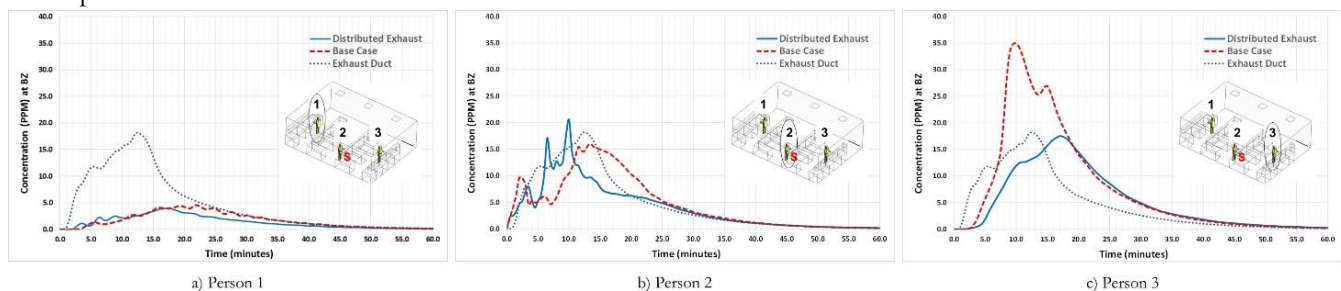 40.0
35.0
30.0
25.0
20.0
15.0
10.0
5.0
0.0
Concentration (PPM) at BZ
Distributed Exhaust
Base Case
Exhaust Duct
1
2
3
S
0.0 5.0 10.0 15.0 20.0 25.0 30.0 35.0 40.0 45.0 50.0 55.0 60.0
Time (minutes)
a) Person 1
40.0
35.0
30.0
25.0
20.0
15.0
10.0
5.0
0.0
Concentration (PPM) at BZ
Distributed Exhaust
Base Case
Exhaust Duct
1
2
3
S
0.0 5.0 10.0 15.0 20.0 25.0 30.0 35.0 40.0 45.0 50.0 55.0 60.0
Time (minutes)
b) Person 2
40.0
35.0
30.0
25.0
20.0
15.0
10.0
5.0
0.0
Concentration (PPM) at BZ
Distributed Exhaust
Base Case
Exhaust Duct
1
2
3
S
0.0 5.0 10.0 15.0 20.0 25.0 30.0 35.0 40.0 45.0 50.0 55.0 60.0
Time (minutes)
c) Person 3